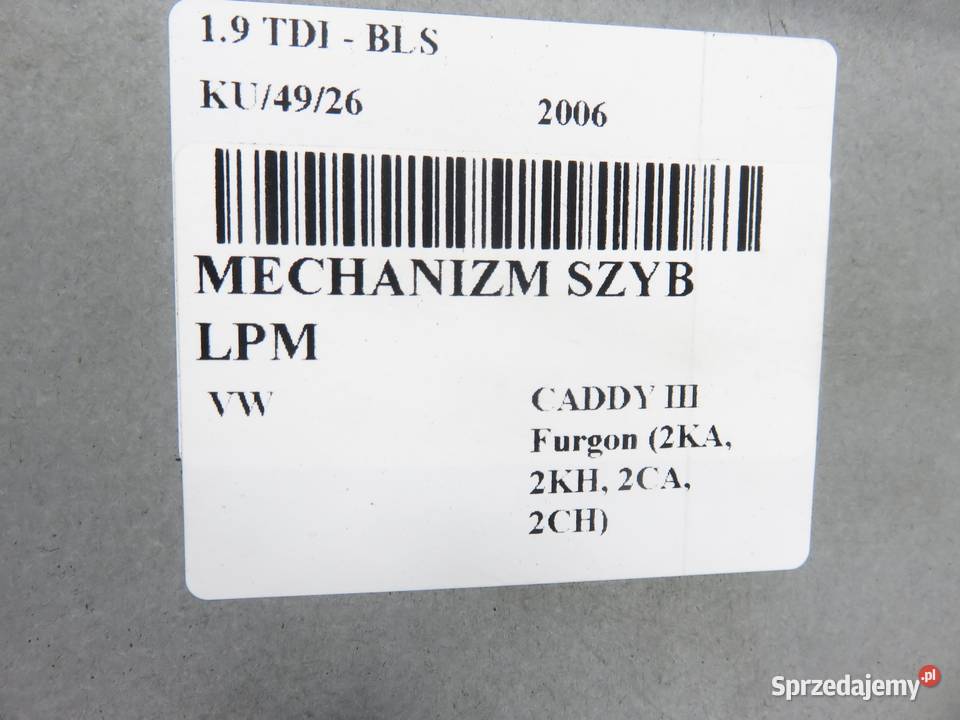 1.9 TDI - BLS
KU/49/26
2006
MECHANIZM SZYB
LPM
VW
CADDY III
Furgon (2KA,
2KH, 2CA,
2CH)
Sprzedajemy.pl